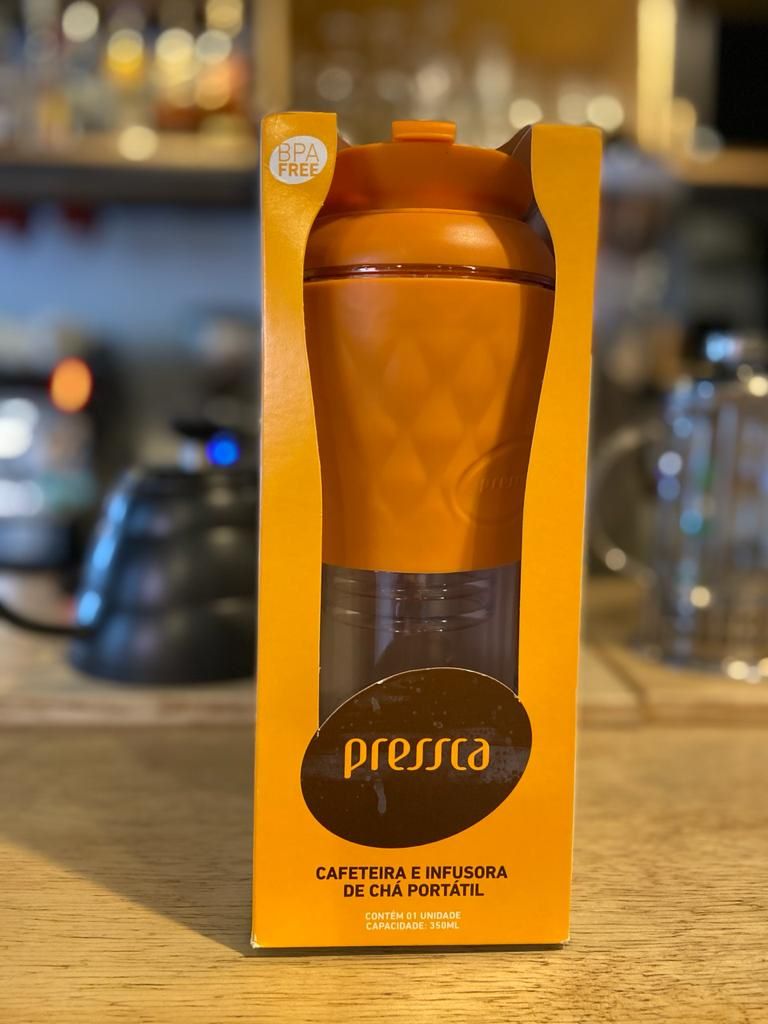 BPA
FREE
pressca
CAFETEIRA E INFUSORA
DE CHÁ PORTÁTIL
CONTÉM 01 UNIDADE
CAPACIDADE: 350ML